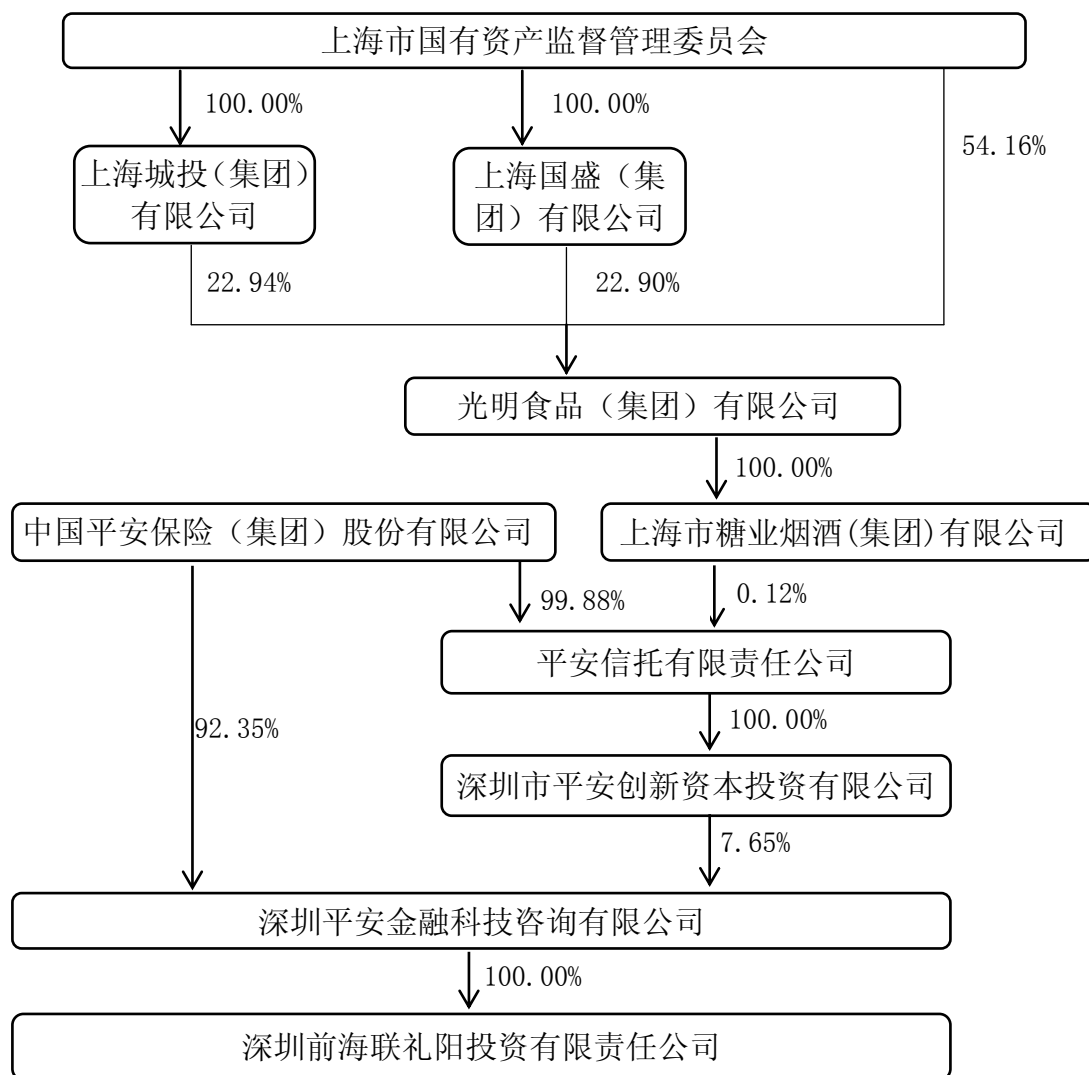 上海市国有资产监督管理委员会
100.00%
100.00%
54.16%
上海城投（集团）
有限公司
上海国盛（集
团）有限公司
22.94%
22.90%
光明食品（集团）有限公司
100.00%
中国平安保险（集团）股份有限公司
上海市糖业烟酒(集团)有限公司
99.88%
0.12%
平安信托有限责任公司
92.35%
100.00%
深圳市平安创新资本投资有限公司
7.65%
深圳平安金融科技咨询有限公司
100.00%
深圳前海联礼阳投资有限责任公司